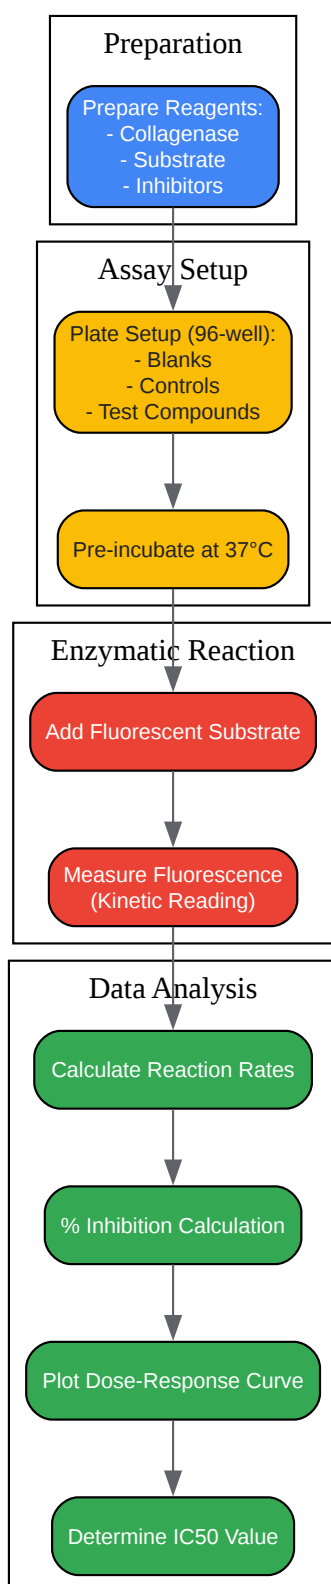 Preparation
Prepare Reagents:
- Collagenase
- Substrate
- Inhibitors
Assay Setup
Plate Setup (96-well):
- Blanks
- Controls
- Test Compounds
Pre-incubate at 37°C
Enzymatic Reaction
Add Fluorescent Substrate
Measure Fluorescence
(Kinetic Reading)
Data Analysis
Calculate Reaction Rates
% Inhibition Calculation
Plot Dose-Response Curve
Determine IC50 Value